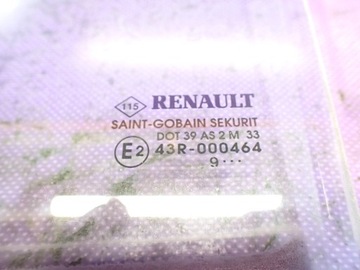 115 RENAULT
SAINT-GOBAIN SEKURIT
DOT 39 AS 2 M 33
E2 43R-000464
9···